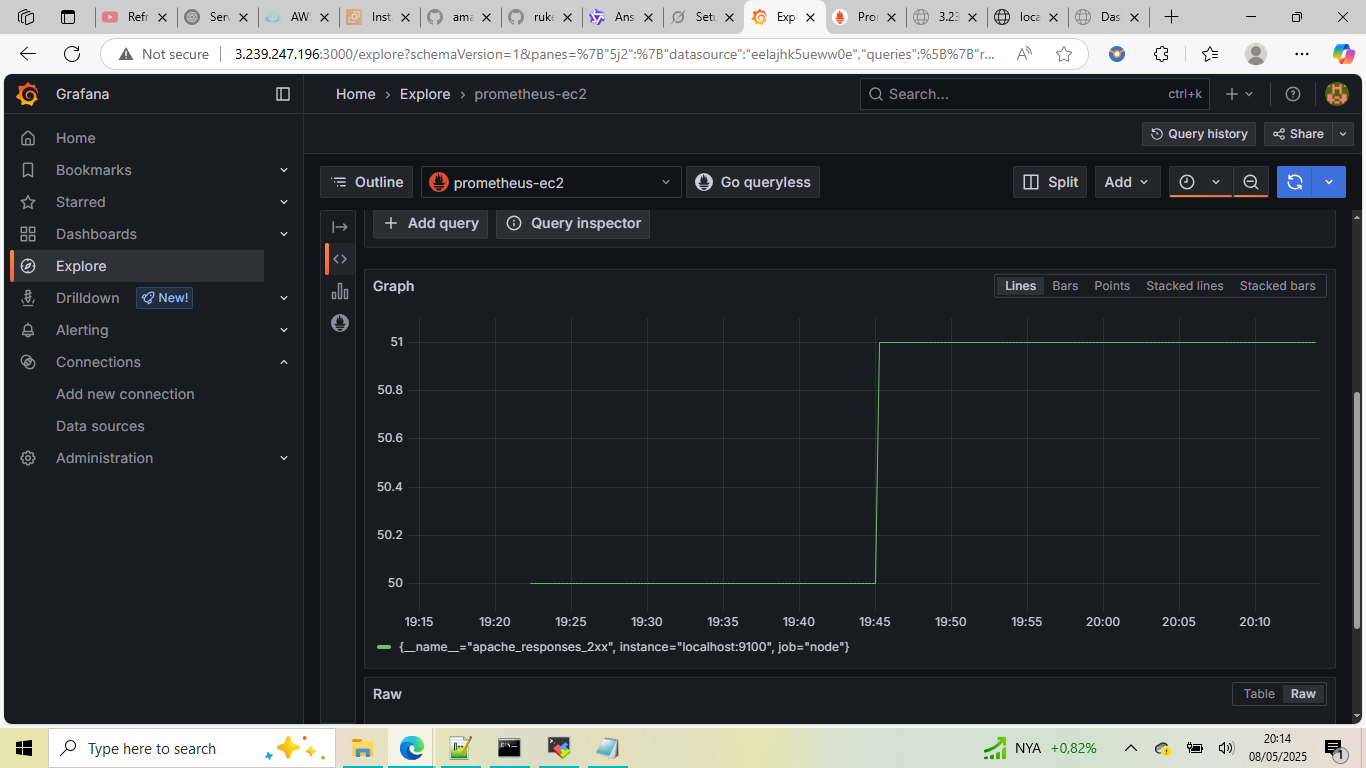 Refr
Serv
AWS
Inst
ama
ruke
Ans
Setu
Exp
Pro
3.23
loca
Das
Not secure
3.239.247.196:3000/explore?schemaVersion=1&panes=%7B"5j2":%7B"datasource":"eelajhk5ueww0e","queries":%5B%7B"r...
Grafana
Home › Explore › prometheus-ec2
Search... ctrl+k
Query history
Share
Home
Bookmarks
Starred
Dashboards
Explore
Drilldown New!
Alerting
Connections
Add new connection
Data sources
Administration
Outline
prometheus-ec2
Go queryless
Split
Add
+ Add query
Query inspector
Graph
Lines Bars Points Stacked lines Stacked bars
51
50.8
50.6
50.4
50.2
50
19:15 19:20 19:25 19:30 19:35 19:40 19:45 19:50 19:55 20:00 20:05 20:10
{__name__="apache_responses_2xx", instance="localhost:9100", job="node"}
Raw
Table Raw
Type here to search
NYA +0,82%
20:14
08/05/2025
1